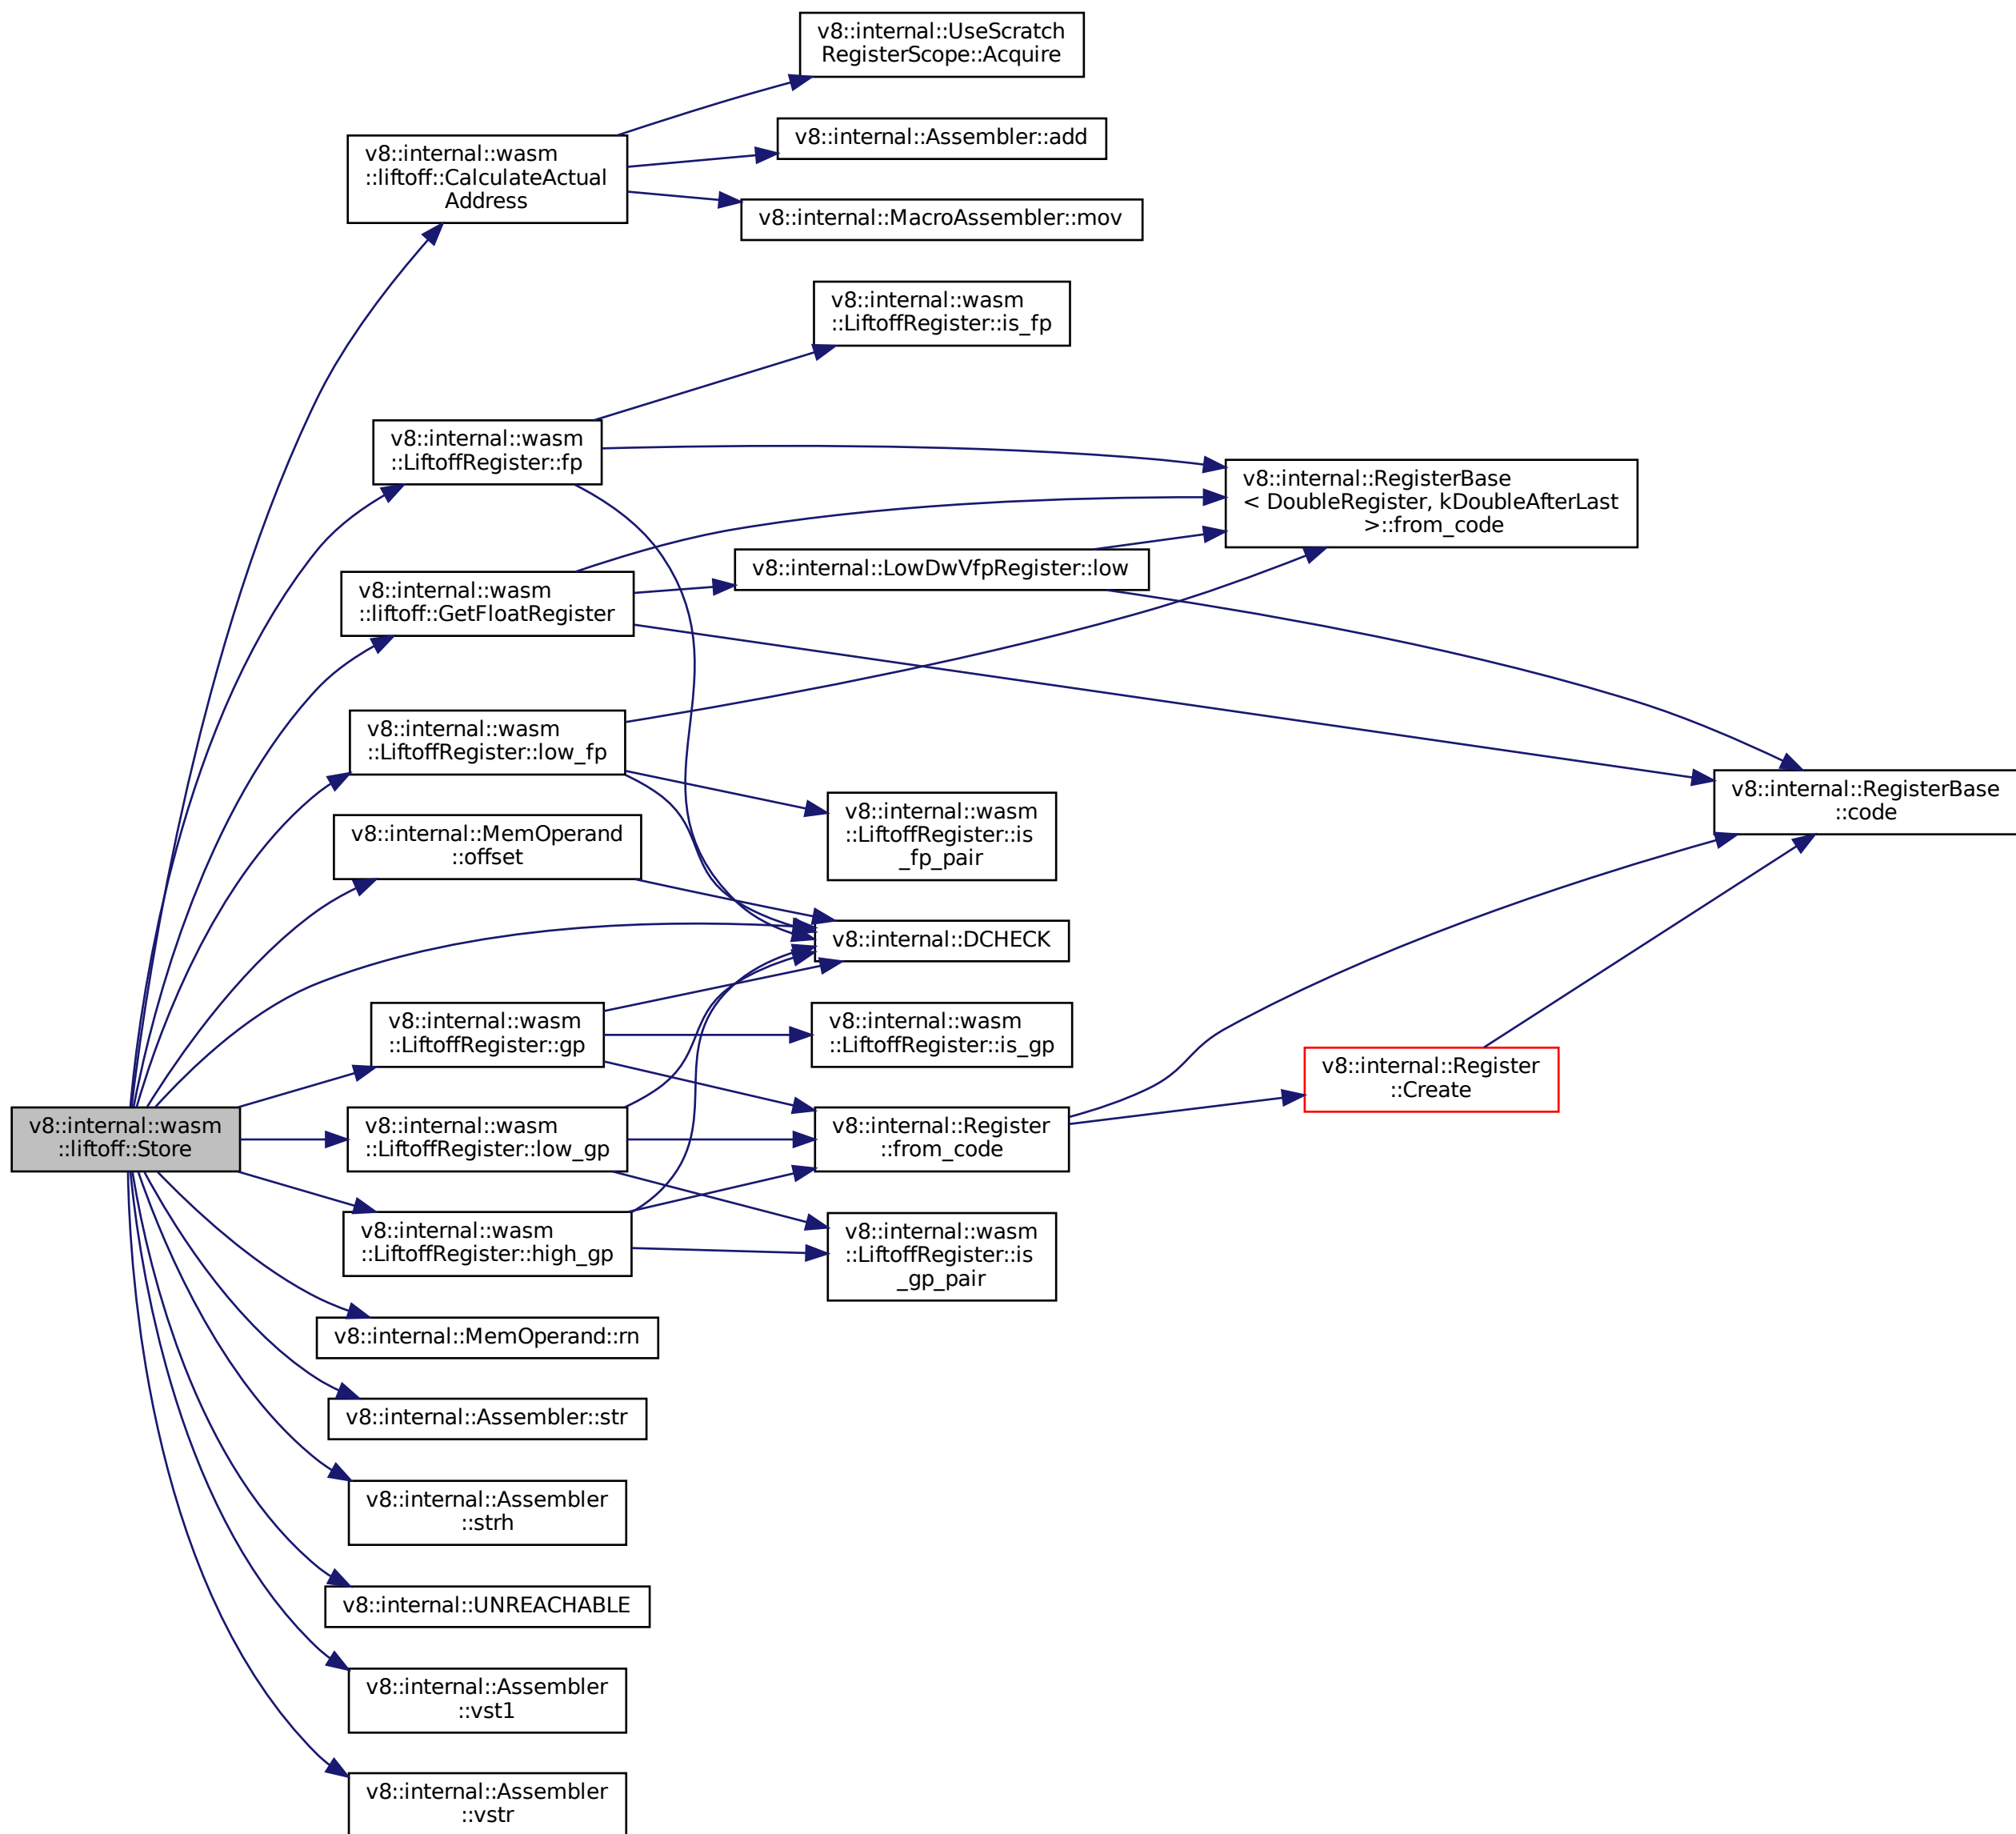 v8::internal::UseScratch
RegisterScope::Acquire
v8::internal::Assembler::add
v8::internal::wasm
::liftoff::CalculateActual
Address
v8::internal::MacroAssembler::mov
v8::internal::wasm
::LiftoffRegister::is_fp
v8::internal::wasm
::LiftoffRegister::fp
v8::internal::RegisterBase
< DoubleRegister, kDoubleAfterLast
>::from_code
v8::internal::LowDwVfpRegister::low
v8::internal::wasm
::liftoff::GetFloatRegister
v8::internal::wasm
::LiftoffRegister::low_fp
v8::internal::RegisterBase
::code
v8::internal::wasm
::LiftoffRegister::is
_fp_pair
v8::internal::MemOperand
::offset
v8::internal::DCHECK
v8::internal::wasm
::LiftoffRegister::gp
v8::internal::wasm
::LiftoffRegister::is_gp
v8::internal::Register
::Create
v8::internal::wasm
::liftoff::Store
v8::internal::wasm
::LiftoffRegister::low_gp
v8::internal::Register
::from_code
v8::internal::wasm
::LiftoffRegister::high_gp
v8::internal::wasm
::LiftoffRegister::is
_gp_pair
v8::internal::MemOperand::rn
v8::internal::Assembler::str
v8::internal::Assembler
::strh
v8::internal::UNREACHABLE
v8::internal::Assembler
::vst1
v8::internal::Assembler
::vstr